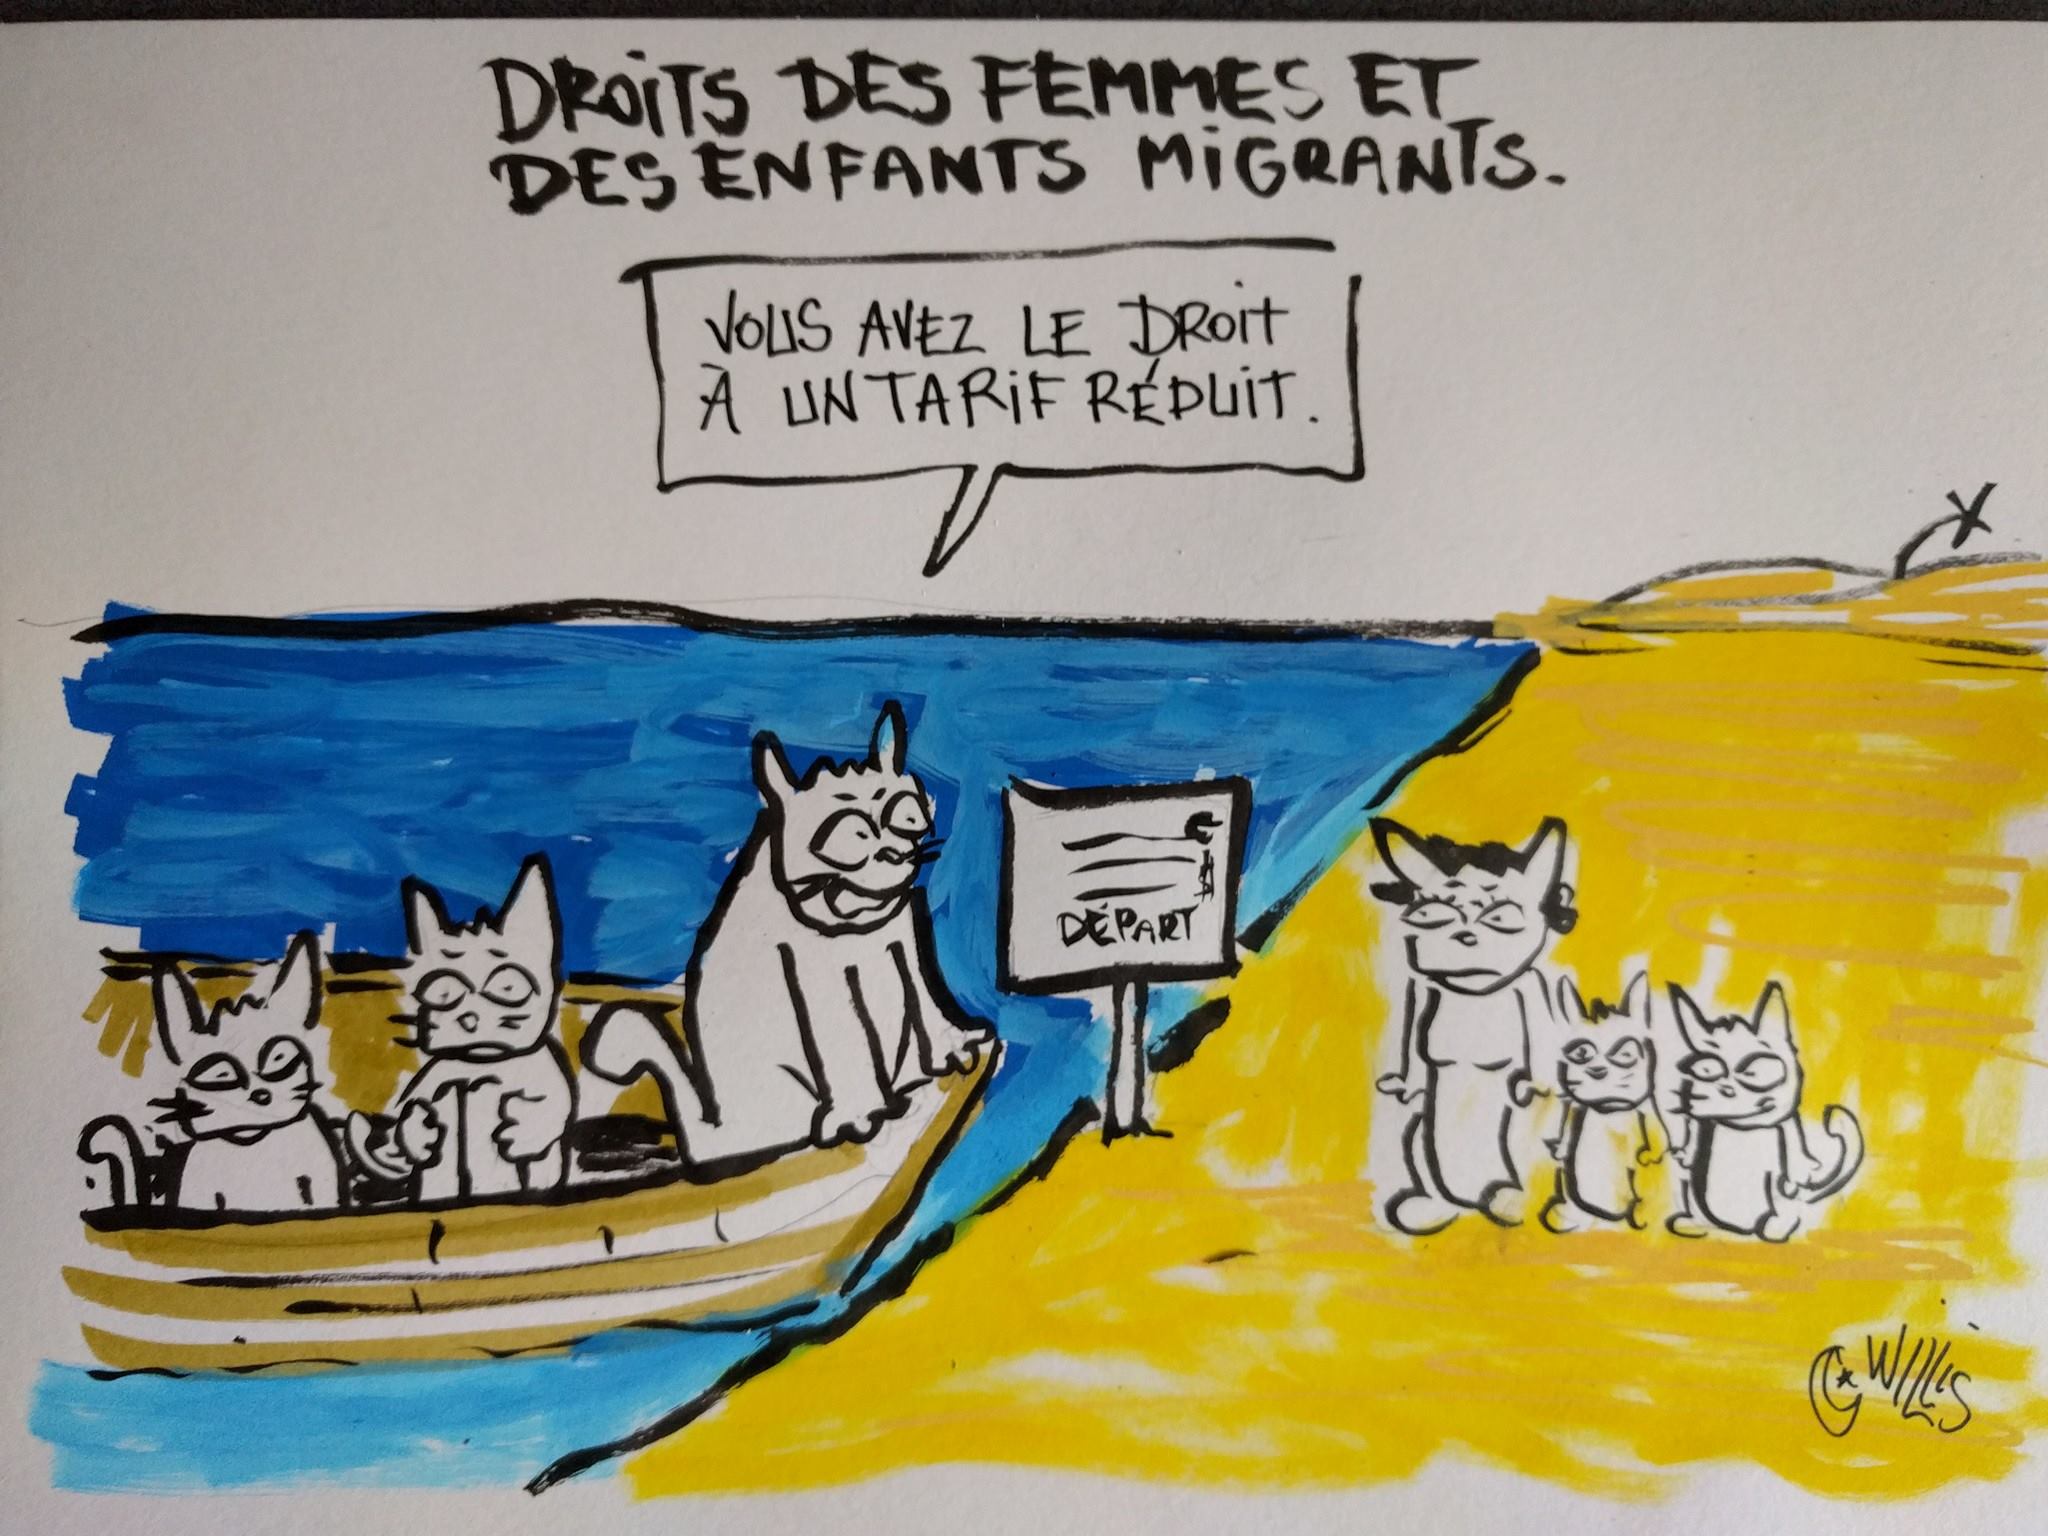 DROITS DES FEMMES ET
DES ENFANTS MIGRANTS.
VOUS AVEZ LE DROIT
À UN TARIF RÉDUIT.
€
$
DÉPART
WILLIS